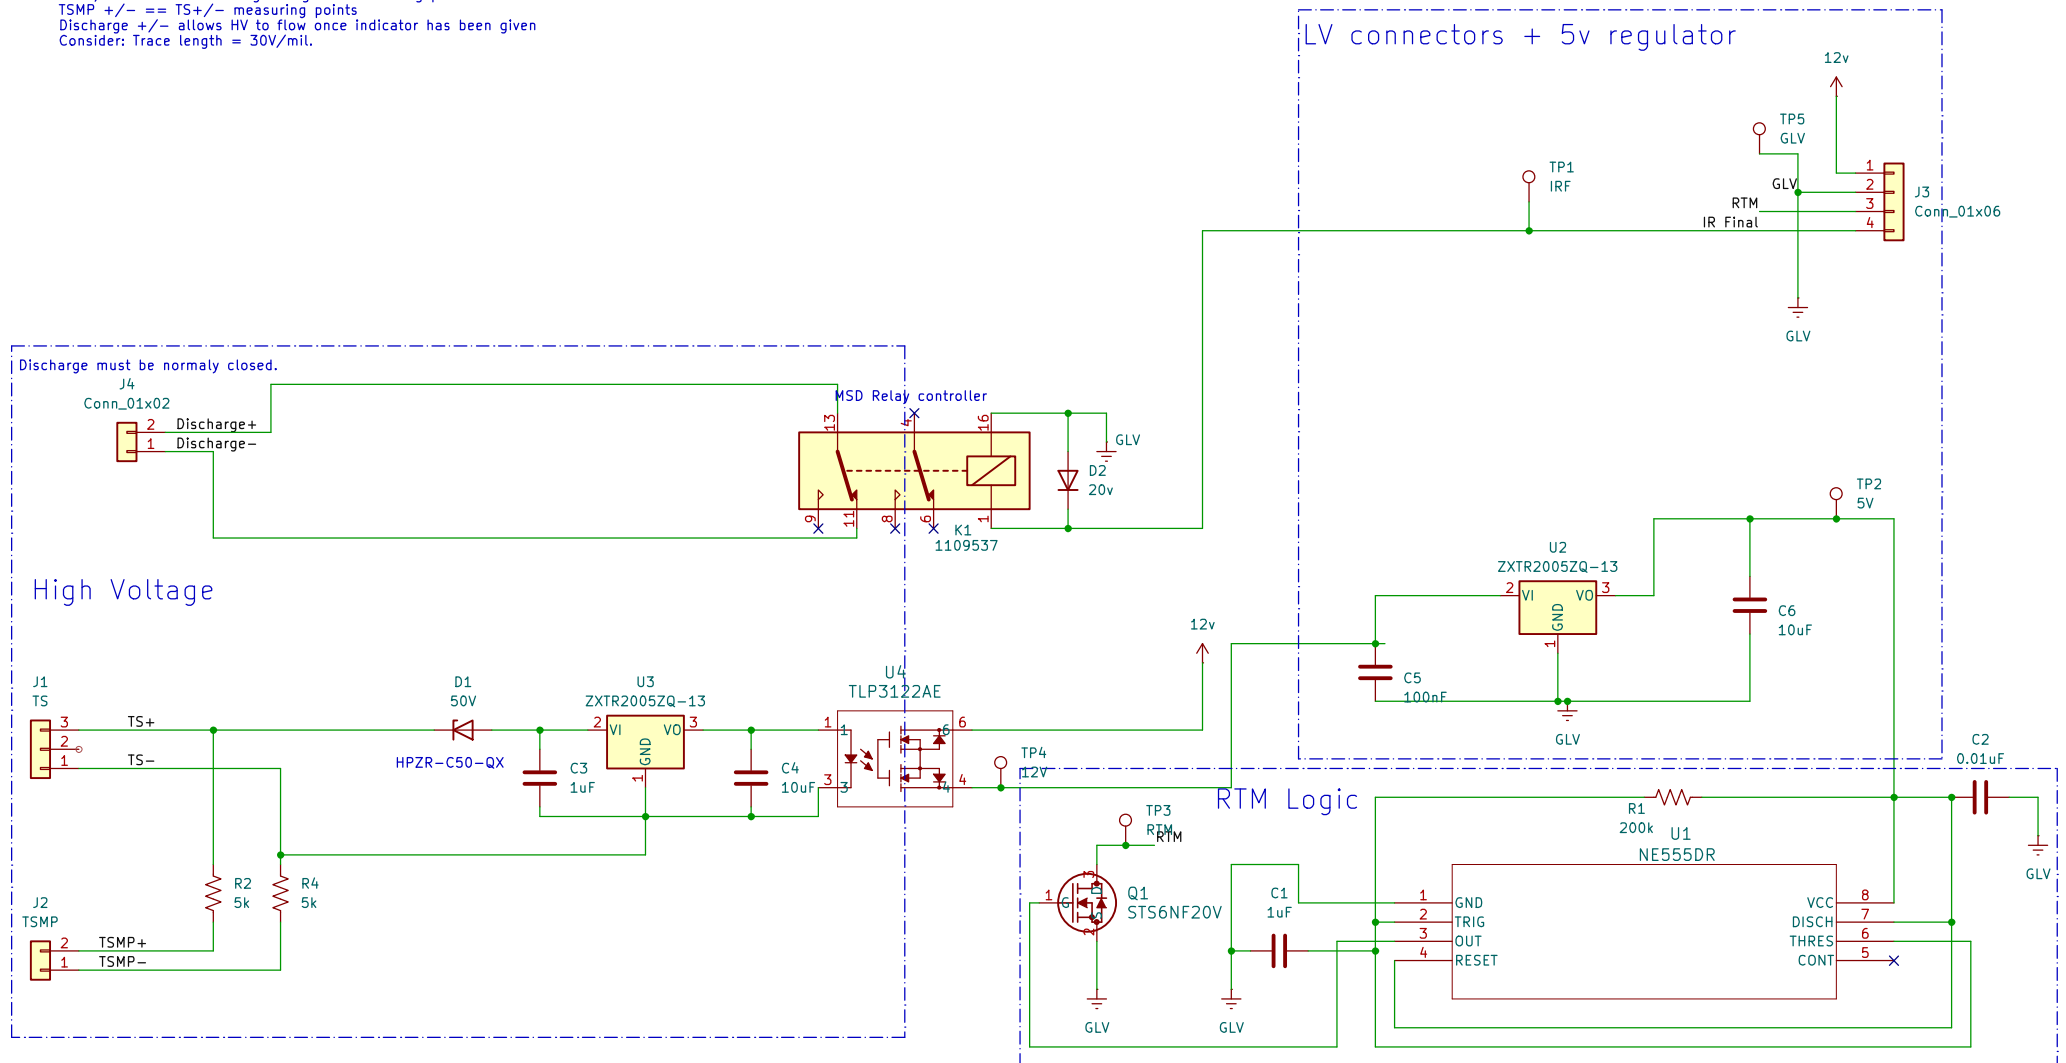 TSMP +/- == TS+/- measuring points
Discharge +/- allows HV to flow once indicator has been given
Consider: Trace length = 30V/mil.
LV connectors + 5v regulator
12v
TP5
GLV
TP1
IRF
1
GLV
2
RTM
3
IR Final
4
J3
Conn_01x06
GLV
Discharge must be normaly closed.
J4
Conn_01x02
MSD Relay controller
2
Discharge+
1
Discharge-
13
4
16
GLV
D2
20v
9
11
8
6
1
K1
1109537
TP2
5V
U2
ZXTR2005ZQ-13
2
VI
VO
3
GND
1
C6
10uF
High Voltage
12v
C5
100nF
GLV
J1
TS
3
TS+
2
1
TS-
D1
50V
HPZR-C50-QX
U3
ZXTR2005ZQ-13
2
VI
VO
3
GND
1
C3
1uF
C4
10uF
U4
TLP3122AE
1
1
3
3
6
6
4
4
TP4
12V
C2
0.01uF
GLV
RTM Logic
TP3
RTM
RTM
R1
200k
U1
NE555DR
R2
5k
R4
5k
J2
TSMP
2
TSMP+
1
TSMP-
3
D
1
G
S
2
Q1
STS6NF20V
GLV
C1
1uF
GLV
1
GND
2
TRIG
3
OUT
4
RESET
VCC
8
DISCH
7
THRES
6
CONT
5